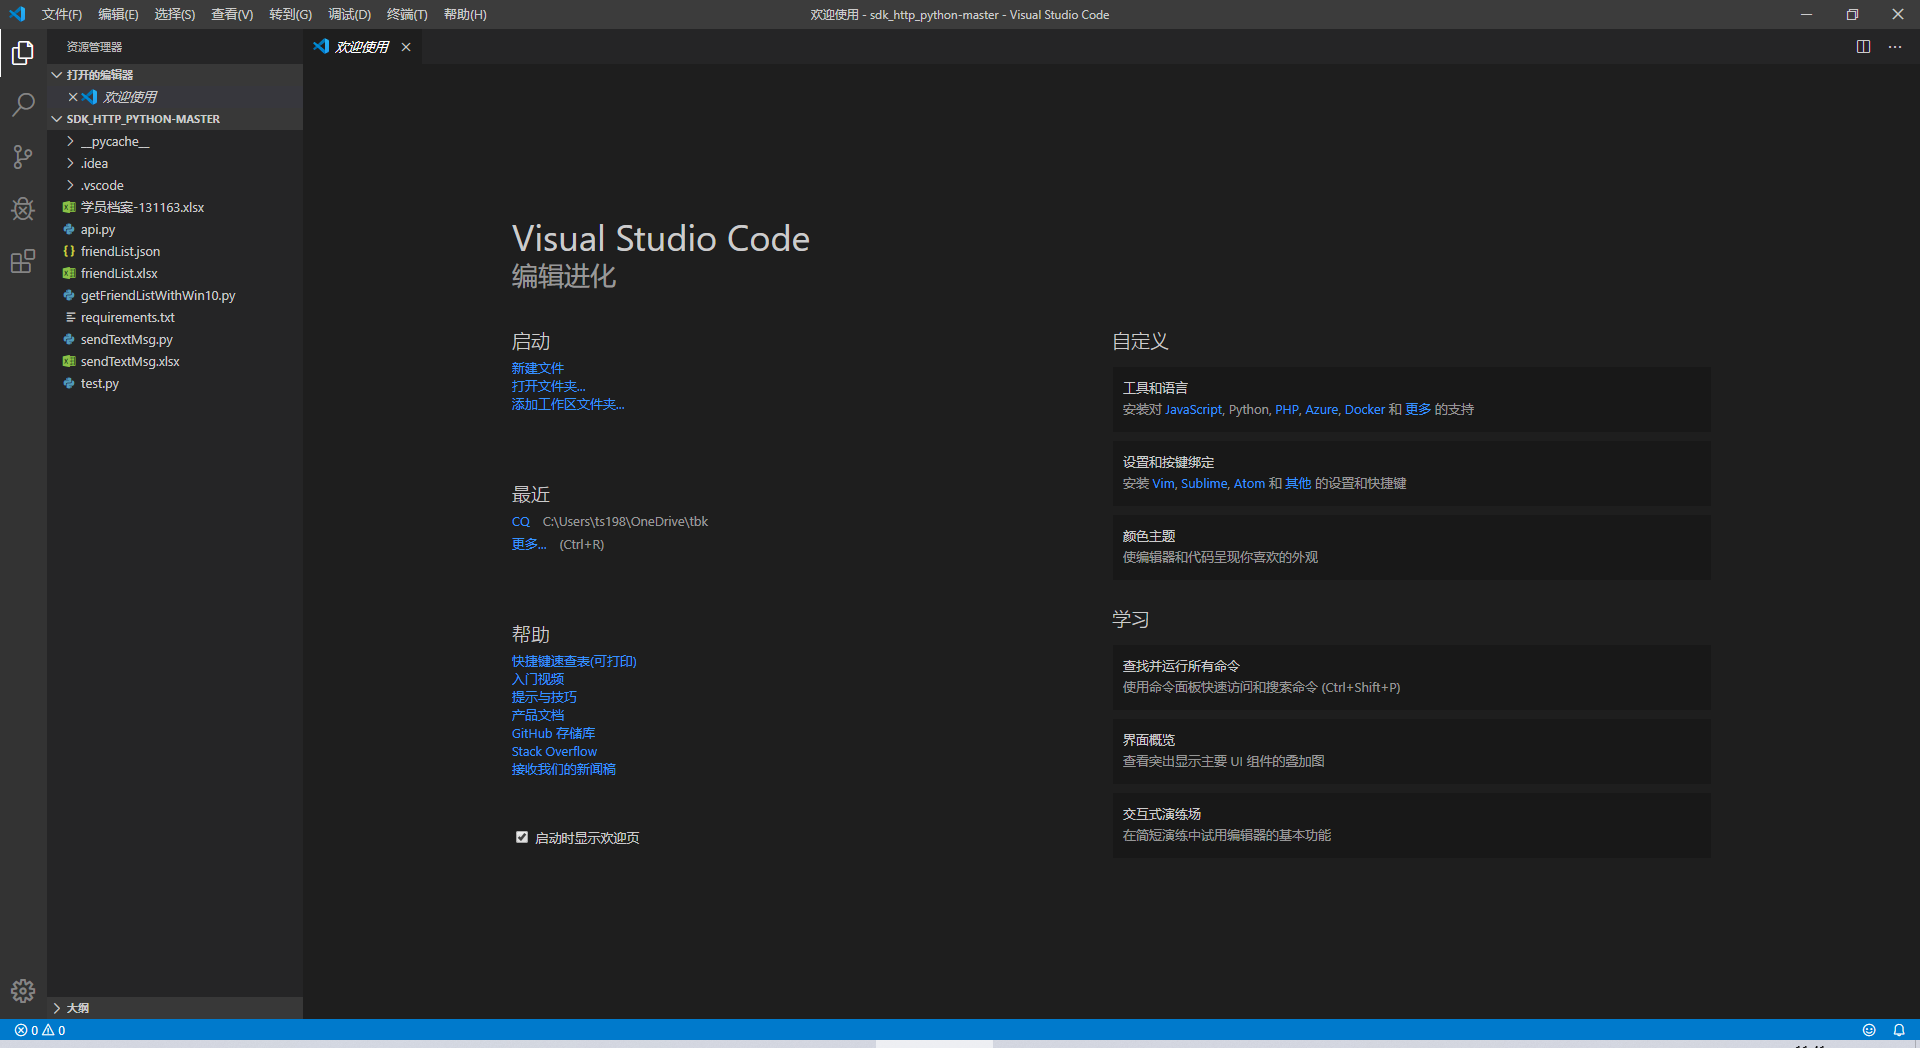 文件(F) 编辑(E) 选择(S) 查看(V) 转到(G) 调试(D) 终端(T) 帮助(H)
欢迎使用 - sdk_http_python-master - Visual Studio Code
资源管理器
打开的编辑器
欢迎使用
SDK_HTTP_PYTHON-MASTER
__pycache__
.idea
.vscode
学员档案-131163.xlsx
api.py
friendList.json
friendList.xlsx
getFriendListWithWin10.py
requirements.txt
sendTextMsg.py
sendTextMsg.xlsx
test.py
大纲
欢迎使用
Visual Studio Code
编辑进化
启动
新建文件
打开文件夹...
添加工作区文件夹...
最近
CQ C:\Users\ts198\OneDrive\tbk
更多... (Ctrl+R)
帮助
快捷键速查表(可打印)
入门视频
提示与技巧
产品文档
GitHub 存储库
Stack Overflow
接收我们的新闻稿
启动时显示欢迎页
自定义
工具和语言
安装对 JavaScript, Python, PHP, Azure, Docker 和 更多 的支持
设置和按键绑定
安装 Vim, Sublime, Atom 和 其他 的设置和快捷键
颜色主题
使编辑器和代码呈现你喜欢的外观
学习
查找并运行所有命令
使用命令面板快速访问和搜索命令 (Ctrl+Shift+P)
界面概览
查看突出显示主要 UI 组件的叠加图
交互式演练场
在简短演练中试用编辑器的基本功能
0 0